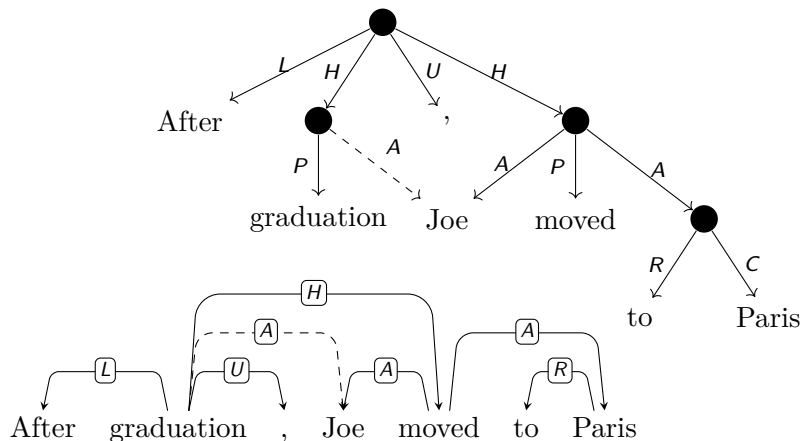 L H U H
After ,
A A P A
P
graduation Joe moved
R C
to Paris
H
A A
L U A R
After graduation , Joe moved to Paris